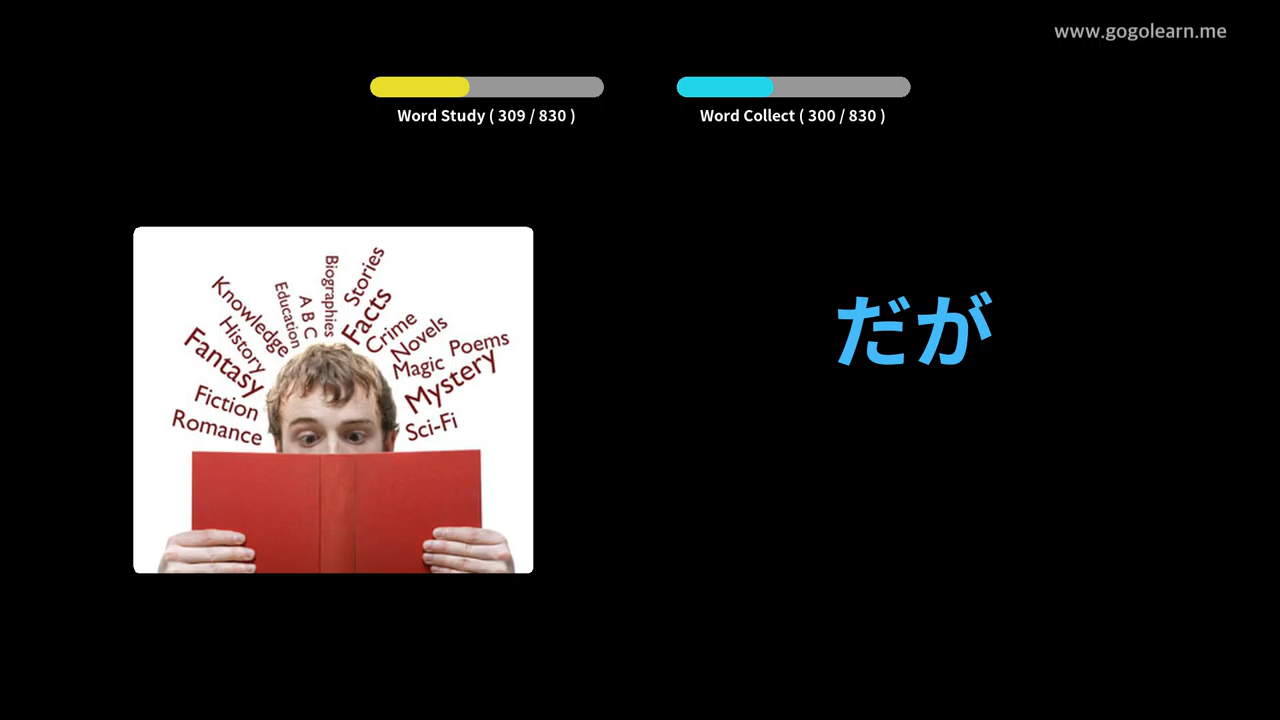 www.gogolearn.me
Word Study ( 309 / 830 )
Word Collect ( 300 / 830 )
だが
Biographies
Stories
Knowledge
Education
A B C
Facts
History
Crime
Novels
Fantasy
Magic
Poems
Fiction
Mystery
Romance
Sci-Fi